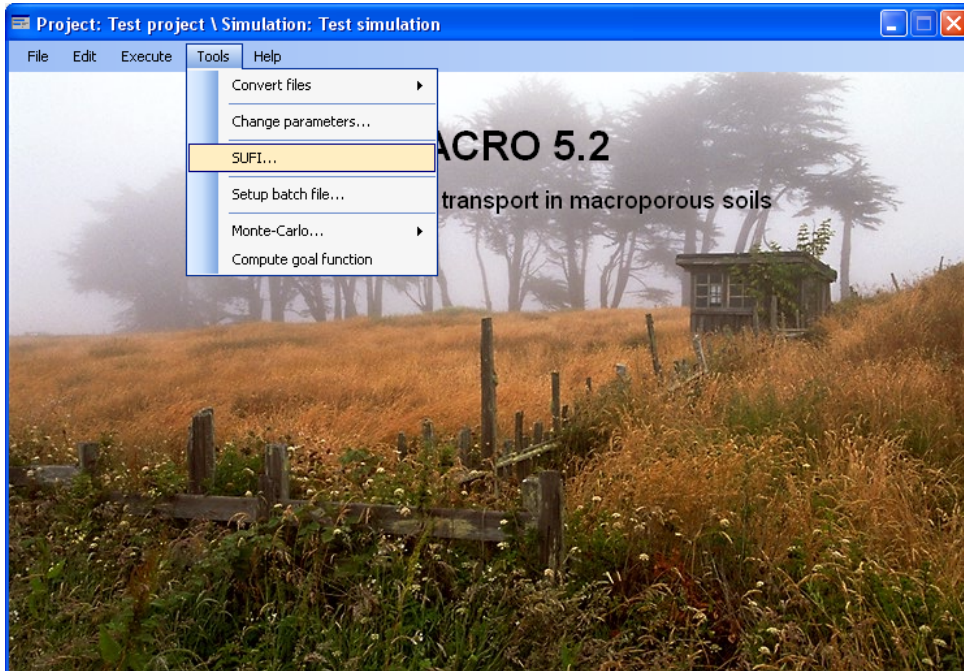 Project: Test project \ Simulation: Test simulation
File Edit Execute Tools Help
Convert files
Change parameters...
SUFI...
Setup batch file...
Monte-Carlo...
Compute goal function
ACRO 5.2
transport in macroporous soils